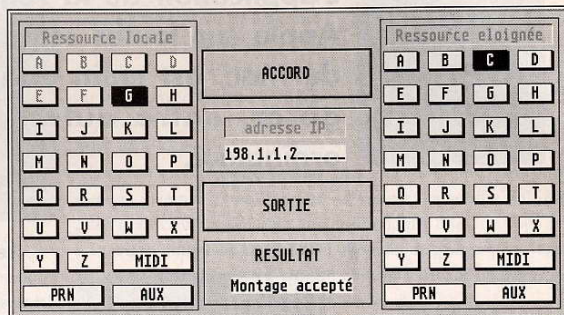 Ressource locale
A B C D
E F G H
I J K L
M N O P
Q R S T
U V W X
Y Z MIDI
PRN AUX
ACCORD
adresse IP
198.1.1.2______
SORTIE
RESULTAT
Montage accepté
Ressource eloignée
A B C D
E F G H
I J K L
M N O P
Q R S T
U V W X
Y Z MIDI
PRN AUX